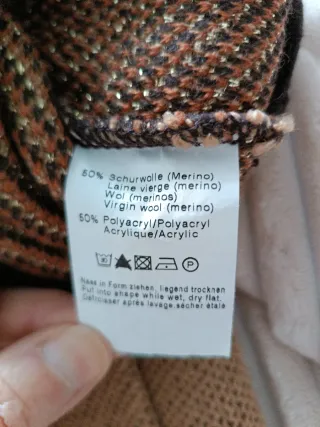 50% Schurwolle (Merino)
Laine vierge (merino)
Wol (merinos)
Virgin wool (merino)
50% Polyacryl/Polyacryl
Acrylique/Acrylic
P
Nass in Form ziehen, liegend trocknen
Put into shape while wet, dry flat.
Défroisser après lavage,sécher étalé